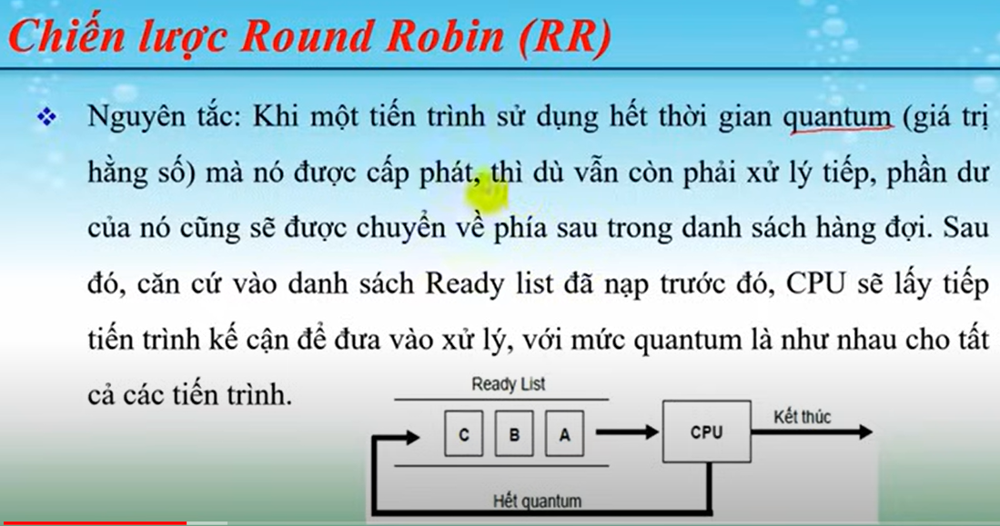 Chiến lược Round Robin (RR)
Nguyên tắc: Khi một tiến trình sử dụng hết thời gian quantum (giá trị
hằng số) mà nó được cấp phát, thì dù vẫn còn phải xử lý tiếp, phần dư
của nó cũng sẽ được chuyển về phía sau trong danh sách hàng đợi. Sau
đó, căn cứ vào danh sách Ready list đã nạp trước đó, CPU sẽ lấy tiếp
tiến trình kế cận để đưa vào xử lý, với mức quantum là như nhau cho tất
cả các tiến trình.
Ready List
C B A
CPU
Kết thúc
Hết quantum